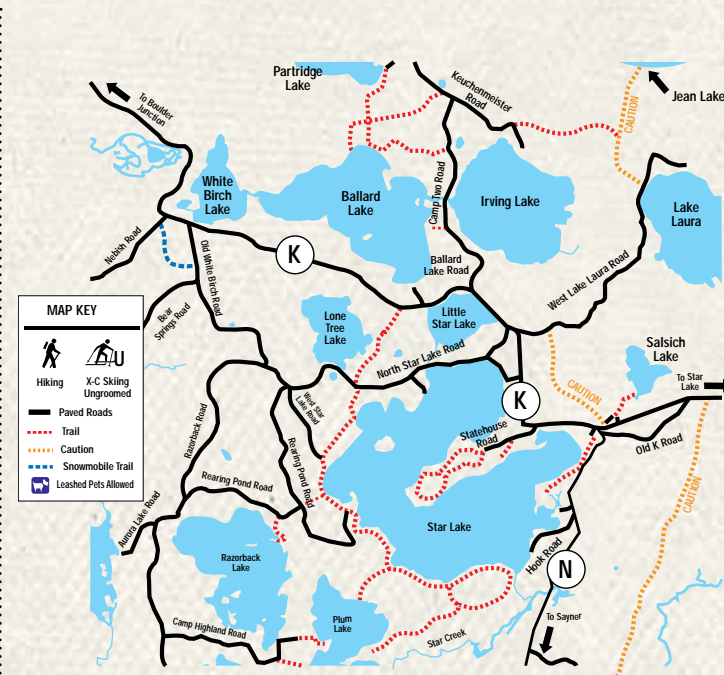 Partridge
Lake
Keuchenmeister
Road
Jean Lake
To Boulder
Junction
CAUTION
White
Birch
Lake
Ballard
Lake
Camp Two Road
Irving Lake
Lake
Laura
Nebish Road
Old White Birch Road
K
Ballard
Lake Road
West Lake Laura Road
Bear
Springs Road
Lone
Tree
Lake
Little
Star Lake
North Star Lake Road
Salsich
Lake
To Star
Lake
MAP KEY
Hiking
U
X-C Skiing
Ungroomed
Paved Roads
Trail
Caution
Snowmobile Trail
Leashed Pets Allowed
CAUTION
K
West Star
Lake Road
Razorback Road
Statehouse
Road
Old K Road
Rearing Pond Road
Rearing Pond Road
CAUTION
Aurora Lake Road
Star Lake
Razorback
Lake
Hook Road
N
Plum
Lake
To Sayner
Camp Highland Road
Star Creek